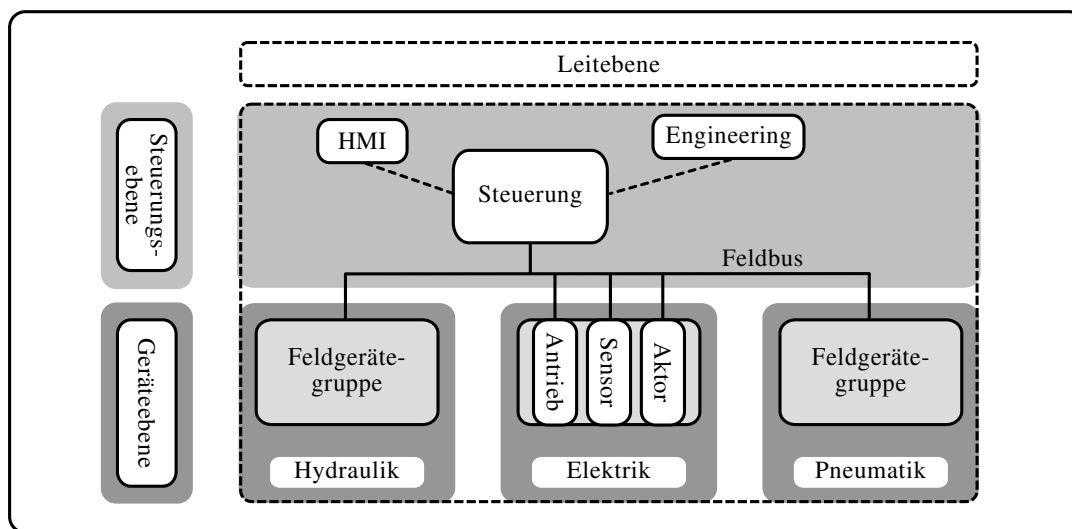 Leitebene
Steuerungs-
ebene
HMI
Engineering
Steuerung
Feldbus
Geräteebene
Feldgeräte-
gruppe
Antrieb
Sensor
Aktor
Feldgeräte-
gruppe
Hydraulik
Elektrik
Pneumatik